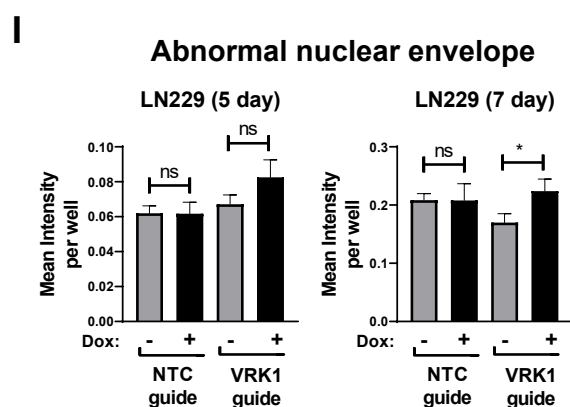 I
Abnormal nuclear envelope
LN229 (5 day)
Mean Intensity
per well
0.10
0.08
0.06
0.04
0.02
0.00
ns
ns
Dox: - + - +
NTC
guide
VRK1
guide
LN229 (7 day)
Mean Intensity
per well
0.3
0.2
0.1
0.0
ns
*
Dox: - + - +
NTC
guide
VRK1
guide